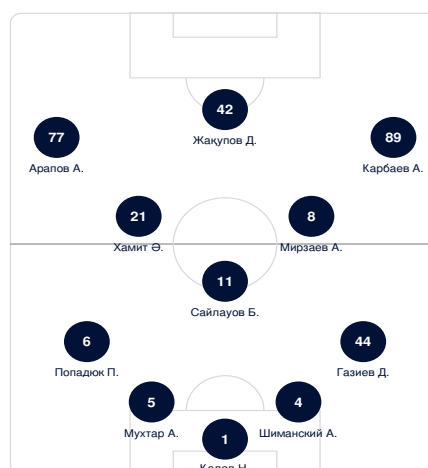 42
Жақупов Д.
77
Арапов А.
89
Карбаев А.
21
Хамит Ә.
8
Мирзаев А.
11
Сайлауов Б.
6
Попадюк П.
44
Газиев Д.
5
Мухтар А.
4
Шиманский А.
1